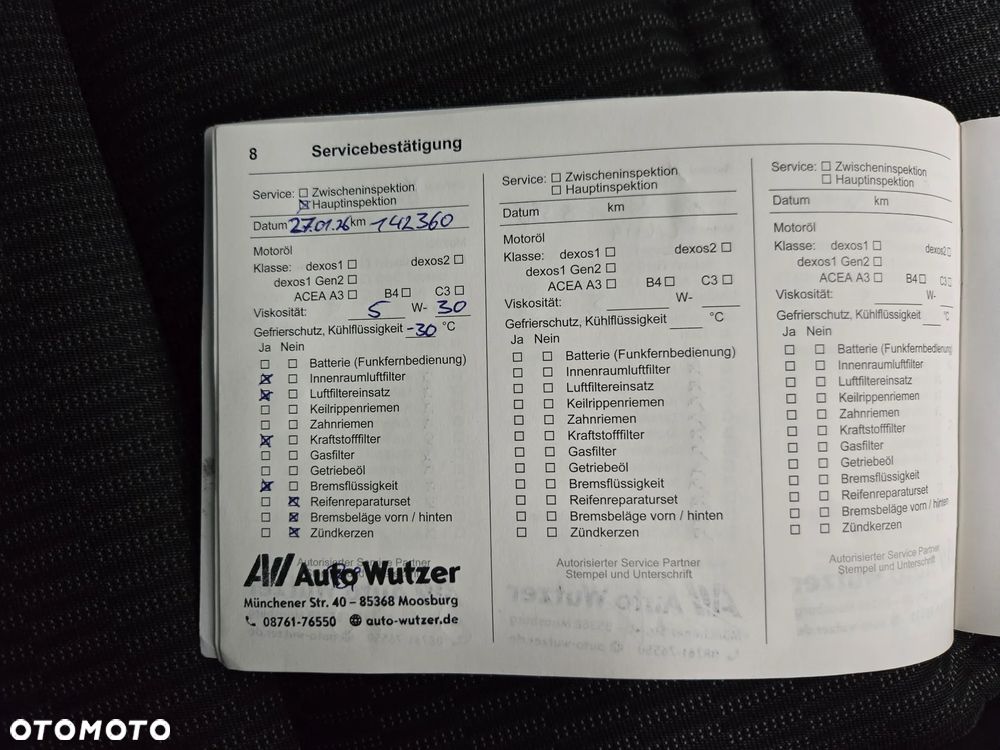 8 Servicebestätigung
Service: ☐ Zwischeninspektion
☒ Hauptinspektion
Datum 27.01.26 km 142360
Motoröl
Klasse: dexos1 ☐ dexos2 ☐
dexos1 Gen2 ☐
ACEA A3 ☐ B4 ☐ C3 ☐
Viskosität: 5 W- 30
Gefrierschutz, Kühlflüssigkeit -30 °C
Ja Nein
☐ ☐ Batterie (Funkfernbedienung)
☒ ☐ Innenraumluftfilter
☒ ☐ Luftfiltereinsatz
☐ ☐ Keilrippenriemen
☐ ☐ Zahnriemen
☒ ☐ Kraftstofffilter
☐ ☐ Gasfilter
☐ ☐ Getriebeöl
☒ ☐ Bremsflüssigkeit
☐ ☒ Reifenreparaturset
☐ ☒ Bremsbeläge vorn / hinten
☐ ☒ Zündkerzen
Autorisierter Service Partner
Auto Wutzer
Münchener Str. 40 – 85368 Moosburg
08761-76550 auto-wutzer.de
Service: ☐ Zwischeninspektion
☐ Hauptinspektion
Datum km
Motoröl
Klasse: dexos1 ☐ dexos2 ☐
dexos1 Gen2 ☐
ACEA A3 ☐ B4 ☐ C3 ☐
Viskosität: W-
Gefrierschutz, Kühlflüssigkeit °C
Ja Nein
☐ ☐ Batterie (Funkfernbedienung)
☐ ☐ Innenraumluftfilter
☐ ☐ Luftfiltereinsatz
☐ ☐ Keilrippenriemen
☐ ☐ Zahnriemen
☐ ☐ Kraftstofffilter
☐ ☐ Gasfilter
☐ ☐ Getriebeöl
☐ ☐ Bremsflüssigkeit
☐ ☐ Reifenreparaturset
☐ ☐ Bremsbeläge vorn / hinten
☐ ☐ Zündkerzen
Autorisierter Service Partner
Stempel und Unterschrift
Service: ☐ Zwischeninspektion
☐ Hauptinspektion
Datum km
Motoröl
Klasse: dexos1 ☐ dexos2 ☐
dexos1 Gen2 ☐
ACEA A3 ☐ B4 ☐ C3 ☐
Viskosität: W-
Gefrierschutz, Kühlflüssigkeit °C
Ja Nein
☐ ☐ Batterie (Funkfernbedienung
☐ ☐ Innenraumluftfilter
☐ ☐ Luftfiltereinsatz
☐ ☐ Keilrippenriemen
☐ ☐ Zahnriemen
☐ ☐ Kraftstofffilter
☐ ☐ Gasfilter
☐ ☐ Getriebeöl
☐ ☐ Bremsflüssigkeit
☐ ☐ Reifenreparaturset
☐ ☐ Bremsbeläge vorn / hinten
☐ ☐ Zündkerzen
Autorisierter Service Partner
Stempel und Unterschrift
OTOMOTO